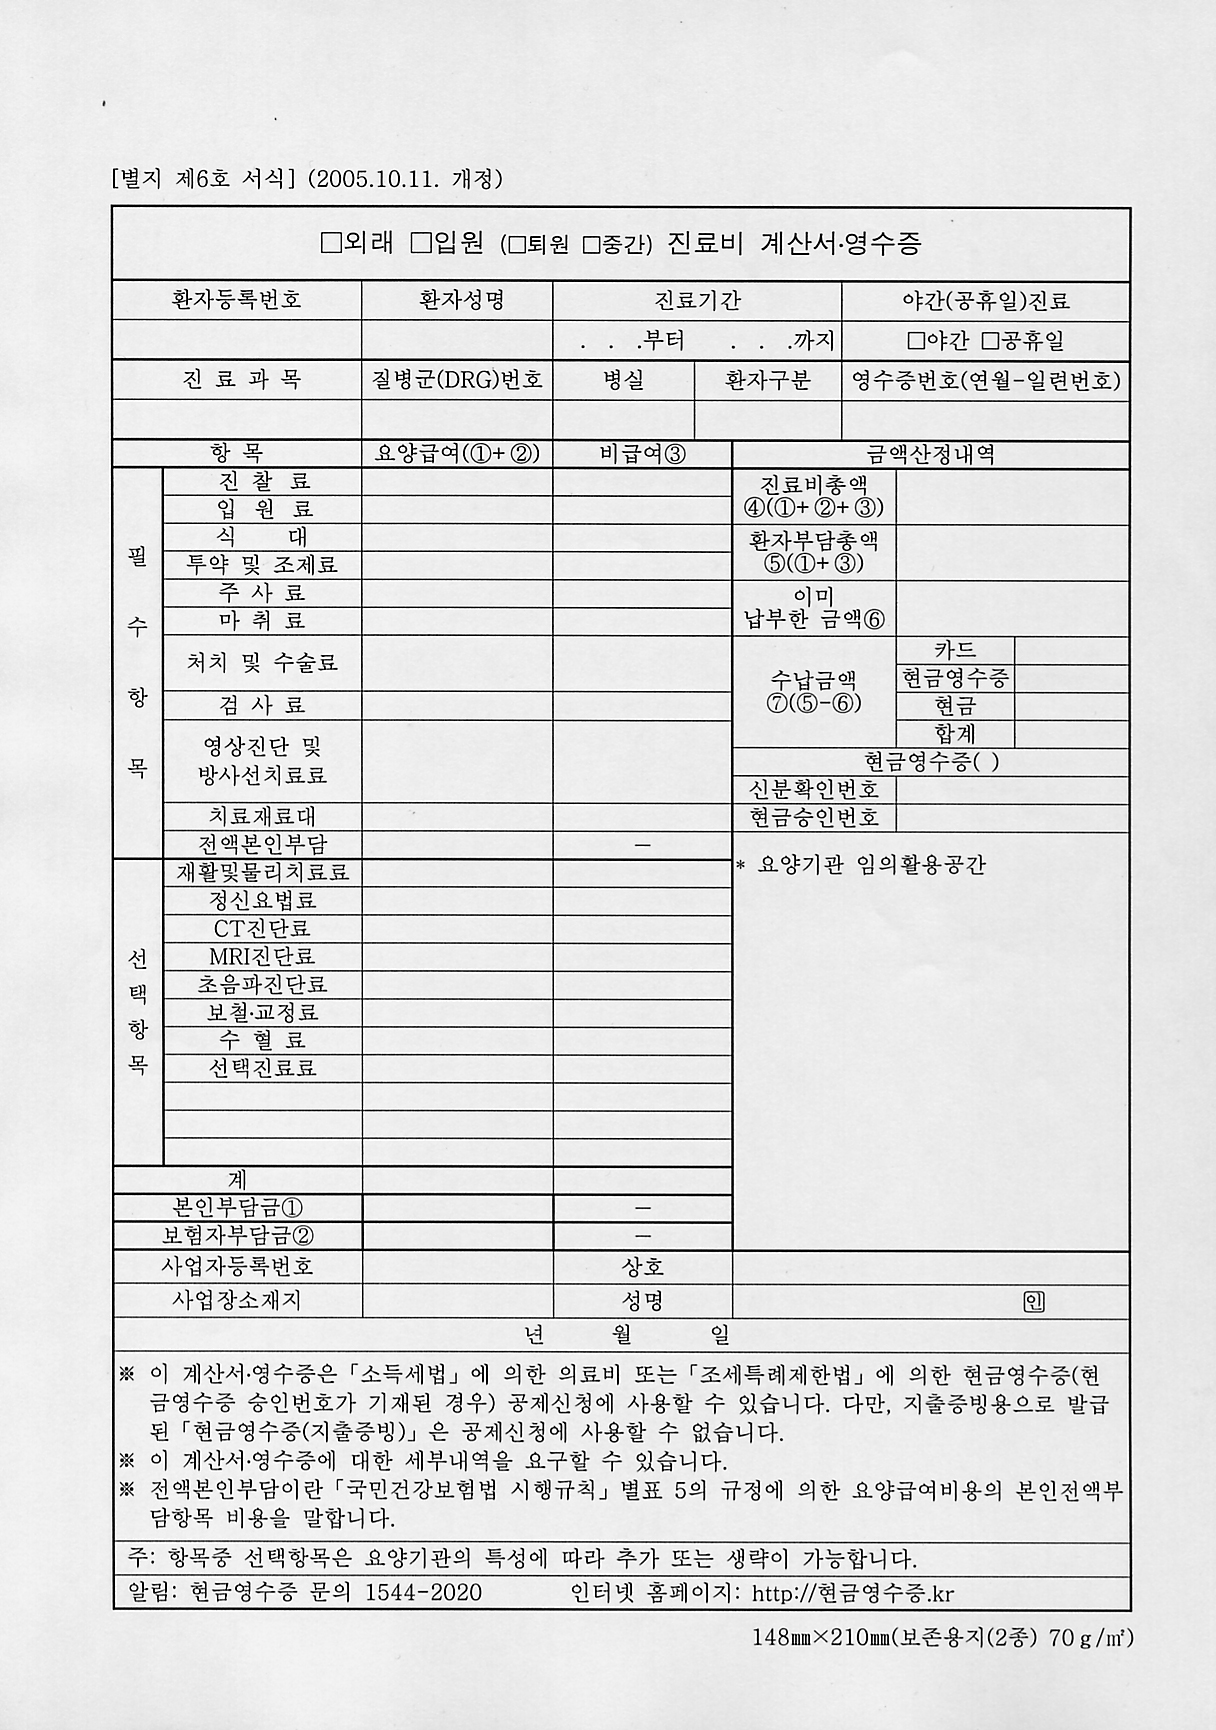 [별지 제6호 서식] (2005.10.11. 개정)
□외래 □입원 (□퇴원 □중간) 진료비 계산서·영수증
환자등록번호 환자성명 진료기간 야간(공휴일)진료
. . .부터 . . .까지 □야간 □공휴일
진 료 과 목 질병군(DRG)번호 병실 환자구분 영수증번호(연월-일련번호)
항 목 요양급여(①+②) 비급여③ 금액산정내역
필수항목
진 찰 료
입 원 료
식 대
투약 및 조제료
주 사 료
마 취 료
처치 및 수술료
검 사 료
영상진단 및
방사선치료료
치료재료대
전액본인부담 −
선택항목
재활및물리치료료
정신요법료
CT진단료
MRI진단료
초음파진단료
보철·교정료
수 혈 료
선택진료료
계
본인부담금① −
보험자부담금② −
진료비총액
④(①+②+③)
환자부담총액
⑤(①+③)
이미
납부한 금액⑥
수납금액
⑦(⑤-⑥)
카드
현금영수증
현금
합계
현금영수증( )
신분확인번호
현금승인번호
* 요양기관 임의활용공간
사업자등록번호 상호
사업장소재지 성명 인
년 월 일
※ 이 계산서·영수증은「소득세법」에 의한 의료비 또는「조세특례제한법」에 의한 현금영수증(현
금영수증 승인번호가 기재된 경우) 공제신청에 사용할 수 있습니다. 다만, 지출증빙용으로 발급
된「현금영수증(지출증빙)」은 공제신청에 사용할 수 없습니다.
※ 이 계산서·영수증에 대한 세부내역을 요구할 수 있습니다.
※ 전액본인부담이란「국민건강보험법 시행규칙」별표 5의 규정에 의한 요양급여비용의 본인전액부
담항목 비용을 말합니다.
주: 항목중 선택항목은 요양기관의 특성에 따라 추가 또는 생략이 가능합니다.
알림: 현금영수증 문의 1544-2020 인터넷 홈페이지: http://현금영수증.kr
148㎜×210㎜(보존용지(2종) 70g/㎡)